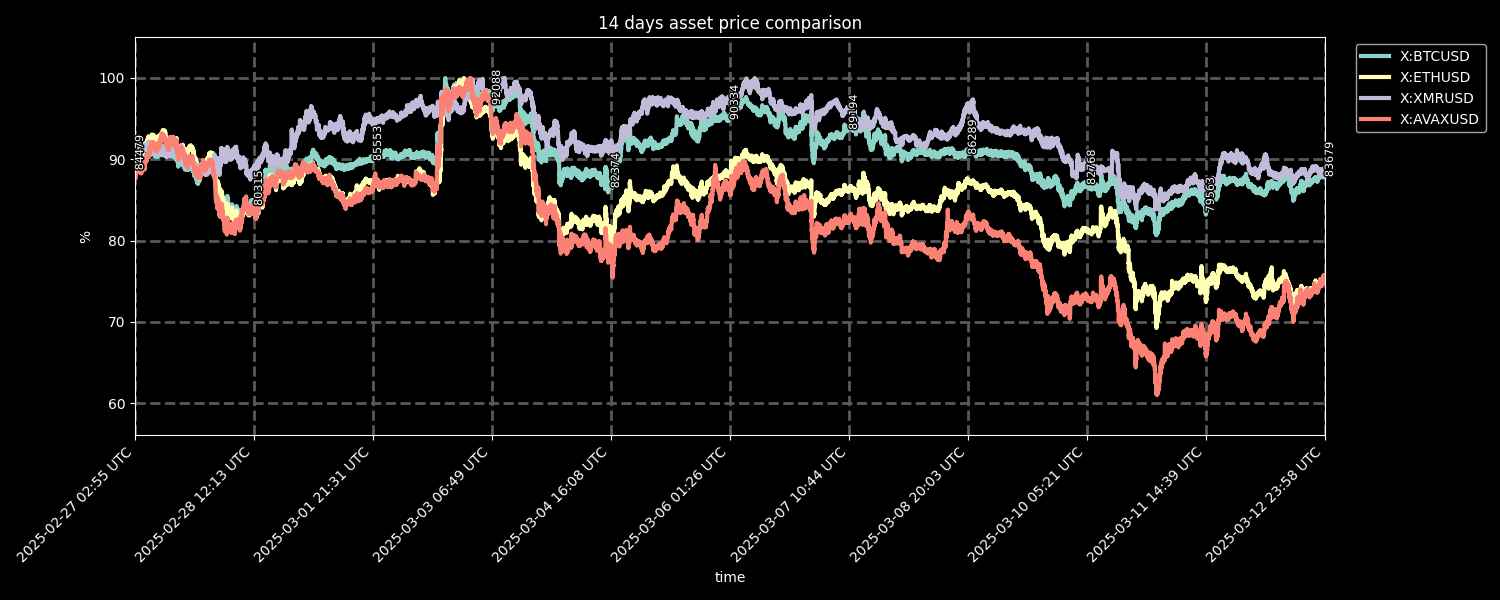 14 days asset price comparison
X:BTCUSD
X:ETHUSD
X:XMRUSD
X:AVAXUSD
%
100
90
80
70
60
84479
80315
85553
92088
82374
90334
89194
86289
82768
79563
83679
2025-02-27 02:55 UTC
2025-02-28 12:13 UTC
2025-03-01 21:31 UTC
2025-03-03 06:49 UTC
2025-03-04 16:08 UTC
2025-03-06 01:26 UTC
2025-03-07 10:44 UTC
2025-03-08 20:03 UTC
2025-03-10 05:21 UTC
2025-03-11 14:39 UTC
2025-03-12 23:58 UTC
time